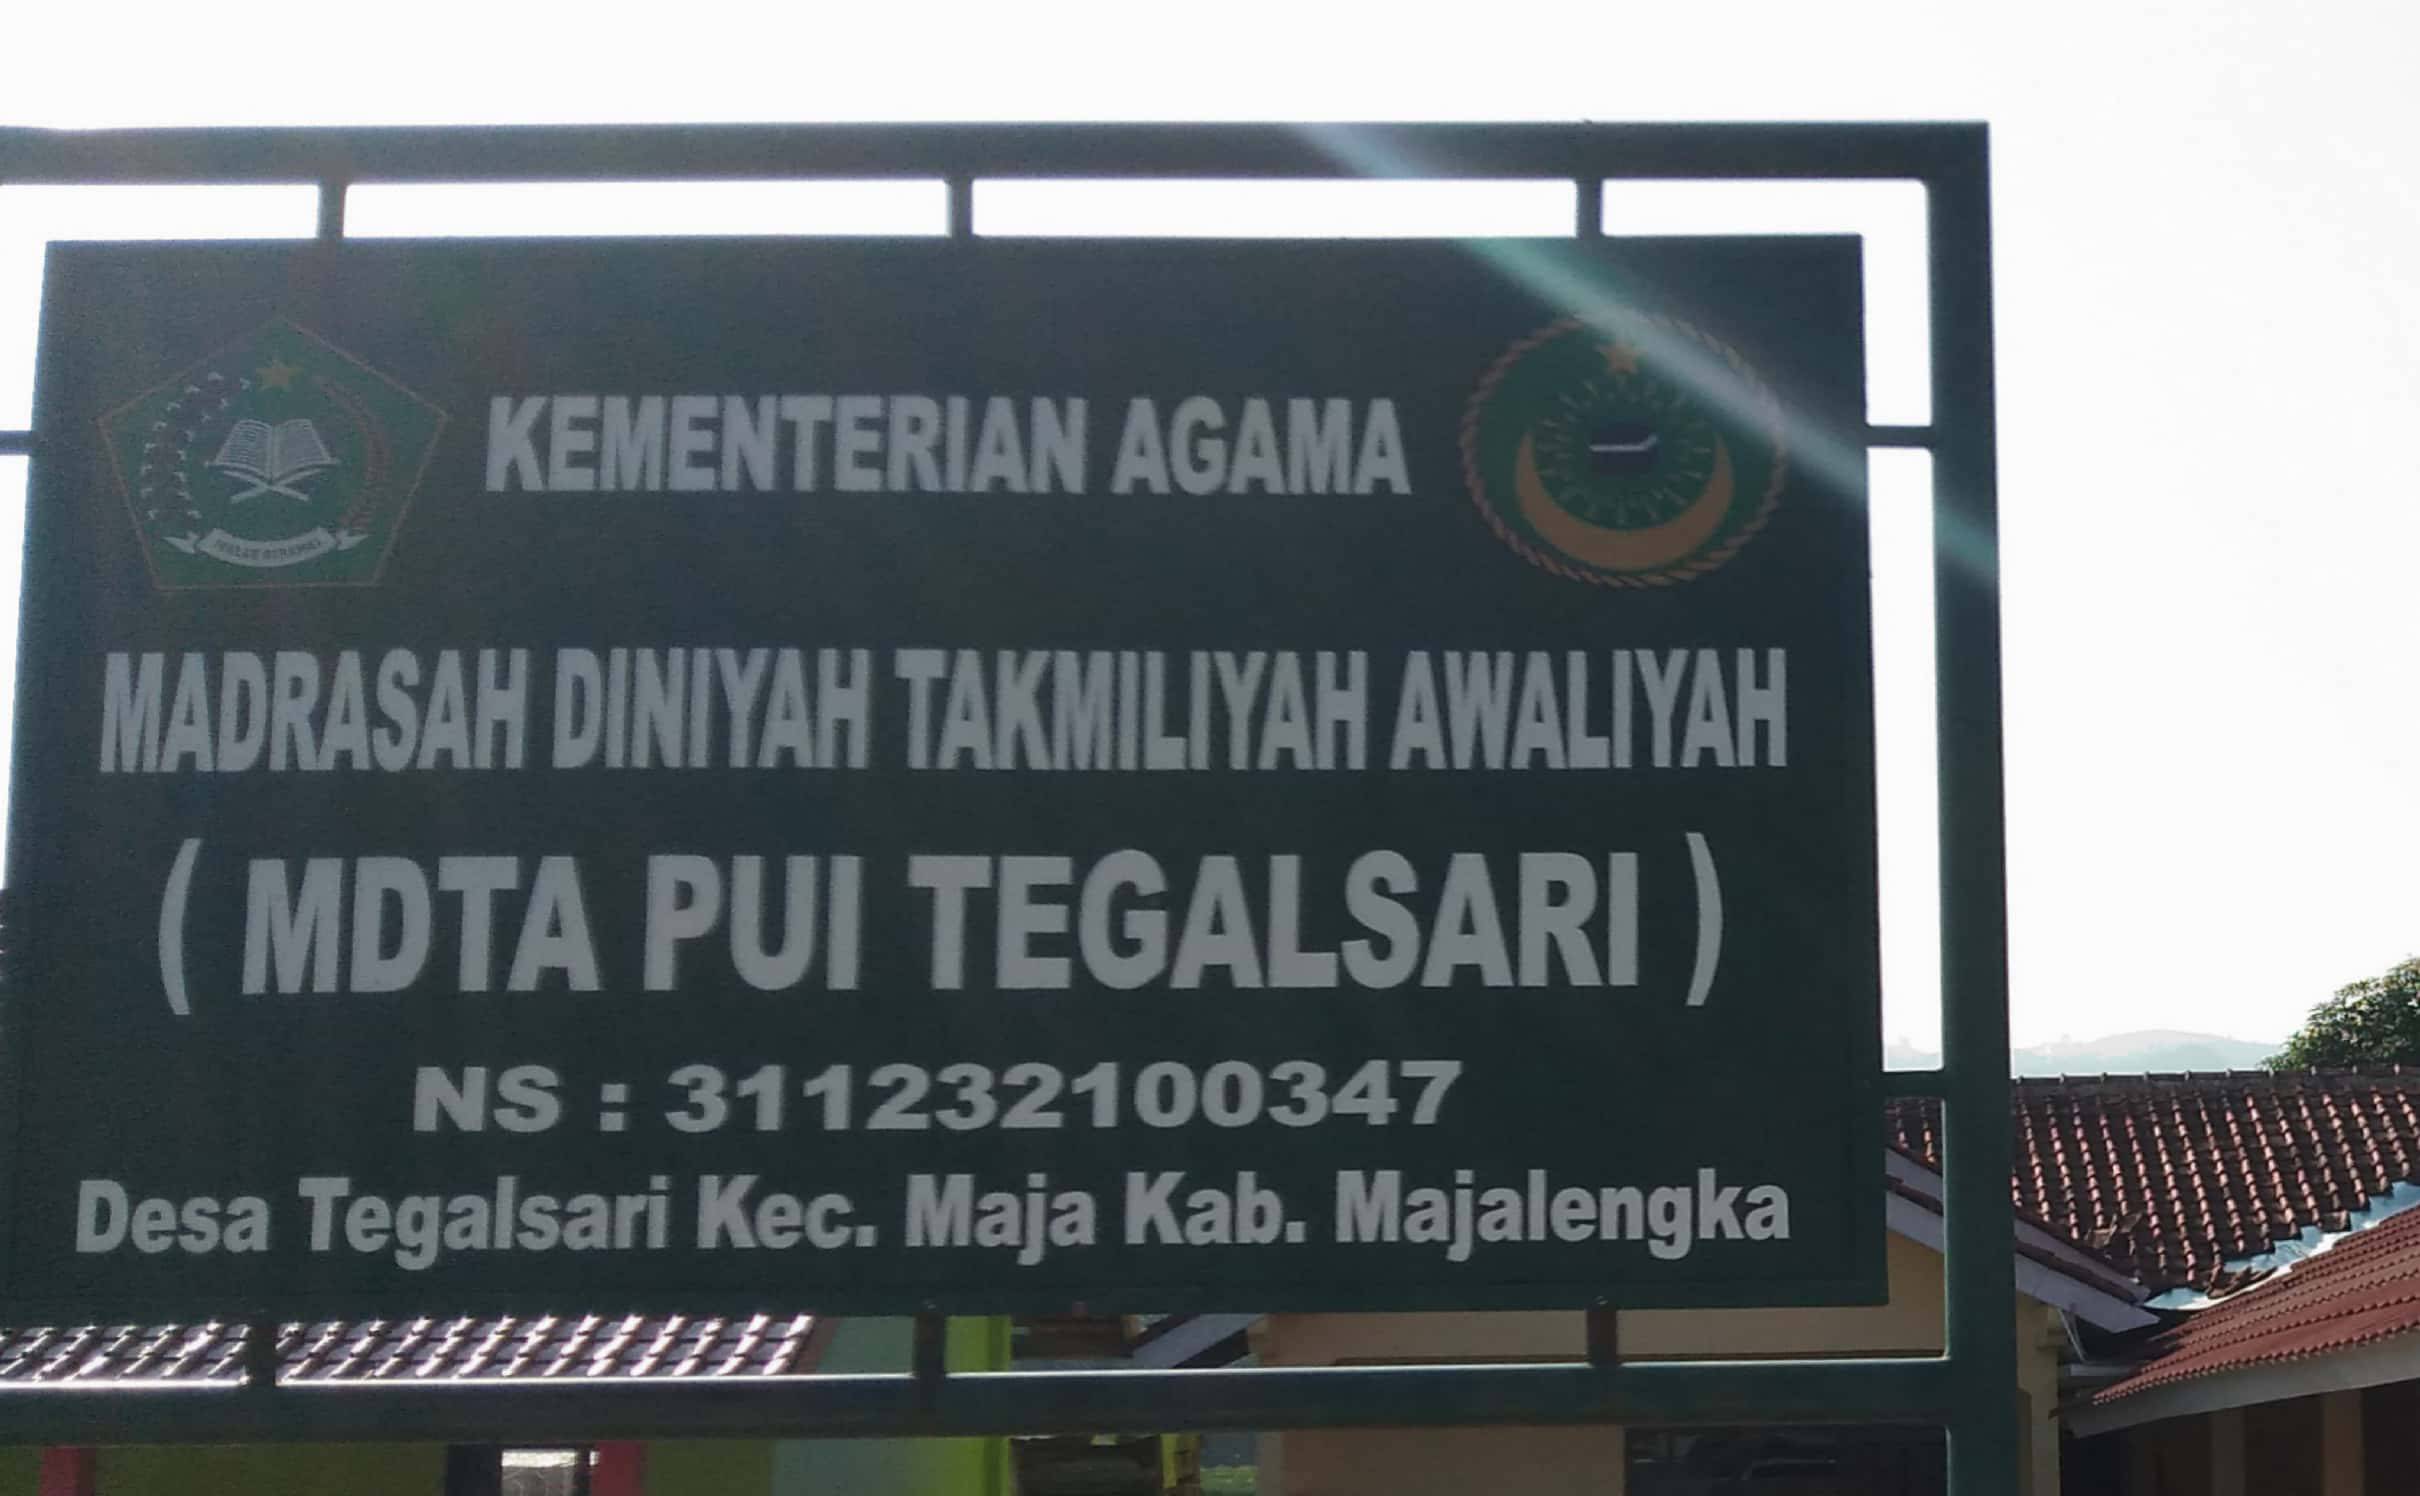 KEMENTERIAN AGAMA
MADRASAH DINIYAH TAKMILIYAH AWALIYAH
( MDTA PUI TEGALSARI )
NS : 311232100347
Desa Tegalsari Kec. Maja Kab. Majalengka